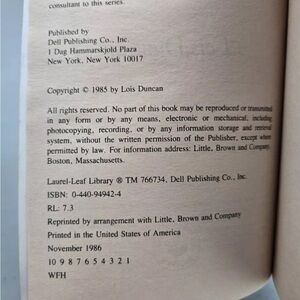 consultant to this series.
Published by
Dell Publishing Co., Inc.
1 Dag Hammarskjold Plaza
New York, New York 10017
Copyright © 1985 by Lois Duncan
All rights reserved. No part of this book may be reproduced or transmitted
in any form or by any means, electronic or mechanical, including
photocopying, recording, or by any information storage and retrieval
system, without the written permission of the Publisher, except where
permitted by law. For information address: Little, Brown and Company,
Boston, Massachusetts.
Laurel-Leaf Library ® TM 766734, Dell Publishing Co., Inc.
ISBN: 0-440-94942-4
RL: 7.3
Reprinted by arrangement with Little, Brown and Company
Printed in the United States of America
November 1986
10 9 8 7 6 5 4 3 2 1
WFH